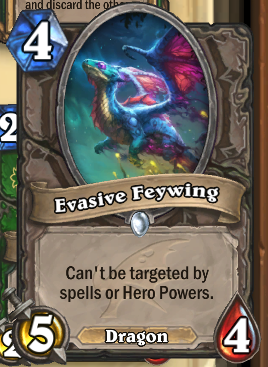 and discard the oth
4
2
Evasive Feywing
Can't be targeted by
spells or Hero Powers.
5
Dragon
4